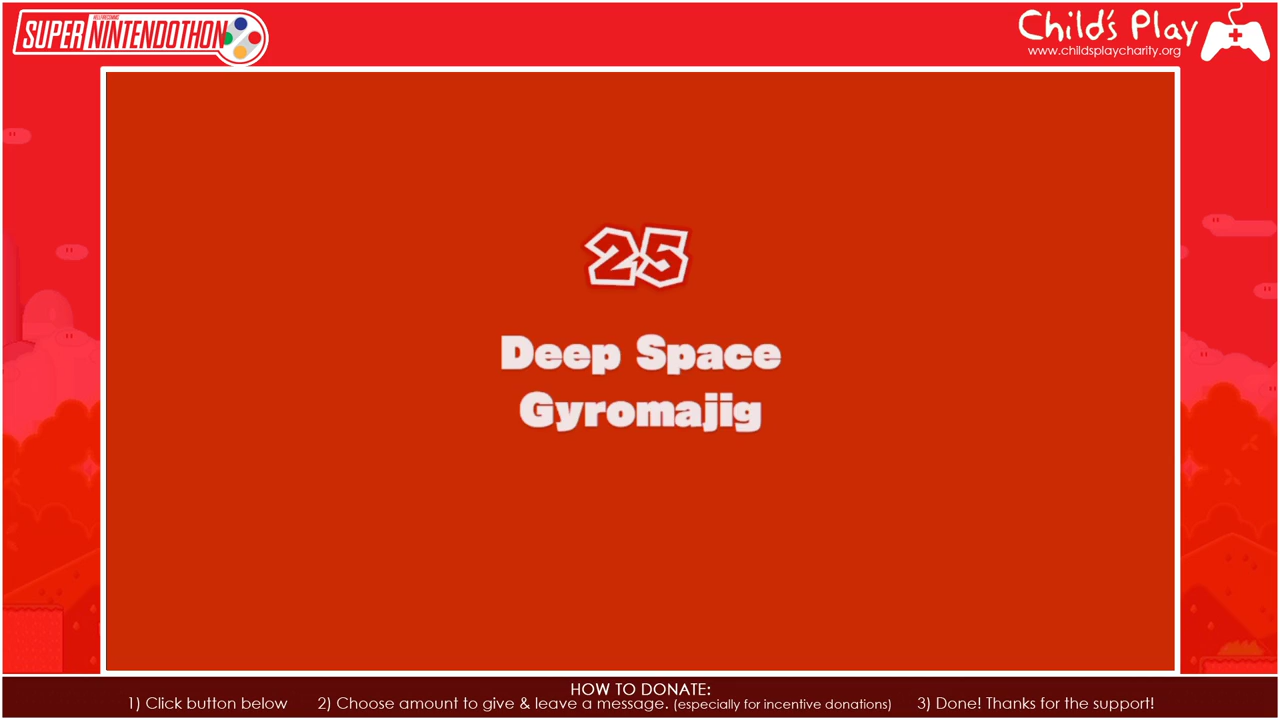 SUPER NINTENDOTHON
Child's Play
www.childsplaycharity.org
25
Deep Space
Gyromajig
HOW TO DONATE:
1) Click button below 2) Choose amount to give & leave a message. (especially for incentive donations) 3) Done! Thanks for the support!